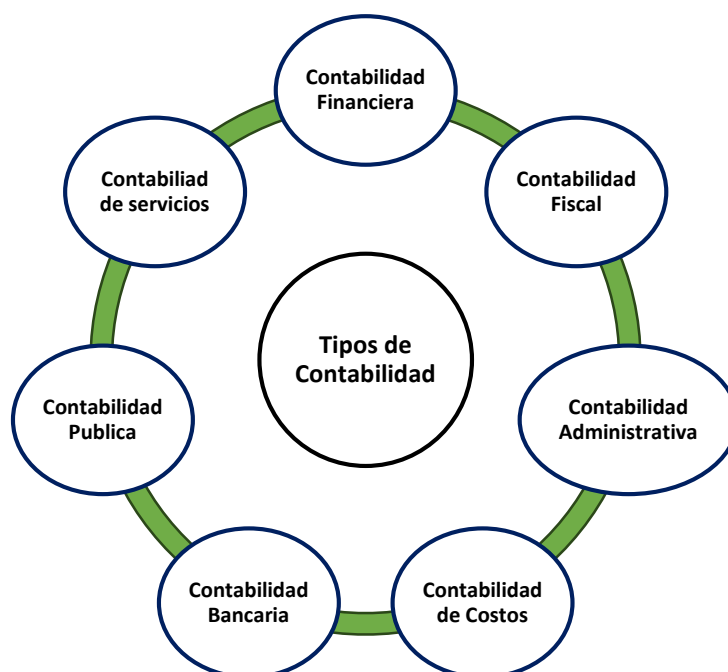 Contabilidad
Financiera
Contabilidad
Fiscal
Contabilidad
Administrativa
Contabilidad
de Costos
Contabilidad
Bancaria
Contabilidad
Publica
Contabiliad
de servicios
Tipos de
Contabilidad